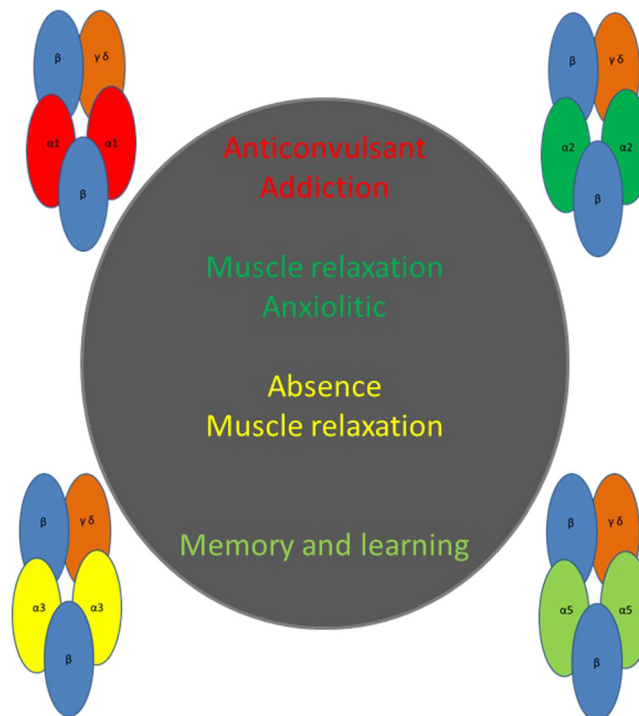 β γ δ
α1 α1
β
β γ δ
α2 α2
β
Anticonvulsant
Addiction
Muscle relaxation
Anxiolitic
Absence
Muscle relaxation
Memory and learning
β γ δ
α3 α3
β
β γ δ
α5 α5
β